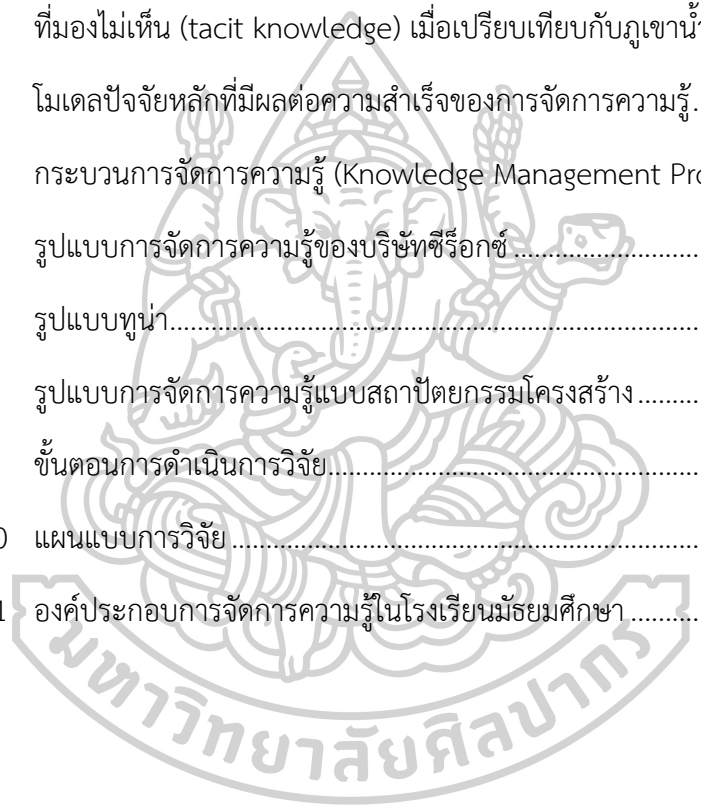 ที่มองไม่เห็น (tacit knowledge) เมื่อเปรียบเทียบกับภูเขาน้ำ
โมเดลปัจจัยหลักที่มีผลต่อความสำเร็จของการจัดการความรู้.
กระบวนการจัดการความรู้ (Knowledge Management Pro
รูปแบบการจัดการความรู้ของบริษัทซีร็อกซ์ ...........................
รูปแบบทูน่า...............................................................................
รูปแบบการจัดการความรู้แบบสถาปัตยกรรมโครงสร้าง .........
ขั้นตอนการดำเนินการวิจัย.......................................................
0 แผนแบบการวิจัย ....................................................................
1 องค์ประกอบการจัดการความรู้ในโรงเรียนมัธยมศึกษา ..........
มหาวิทยาลัยศิลปากร